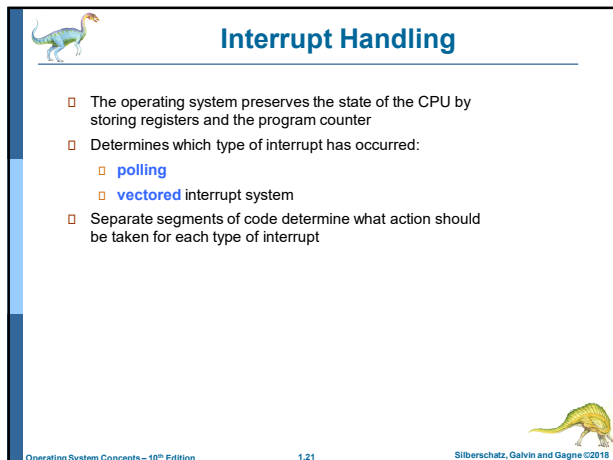 Interrupt Handling
The operating system preserves the state of the CPU by
storing registers and the program counter
Determines which type of interrupt has occurred:
polling
vectored interrupt system
Separate segments of code determine what action should
be taken for each type of interrupt
Operating System Concepts – 10th Edition
1.21
Silberschatz, Galvin and Gagne ©2018